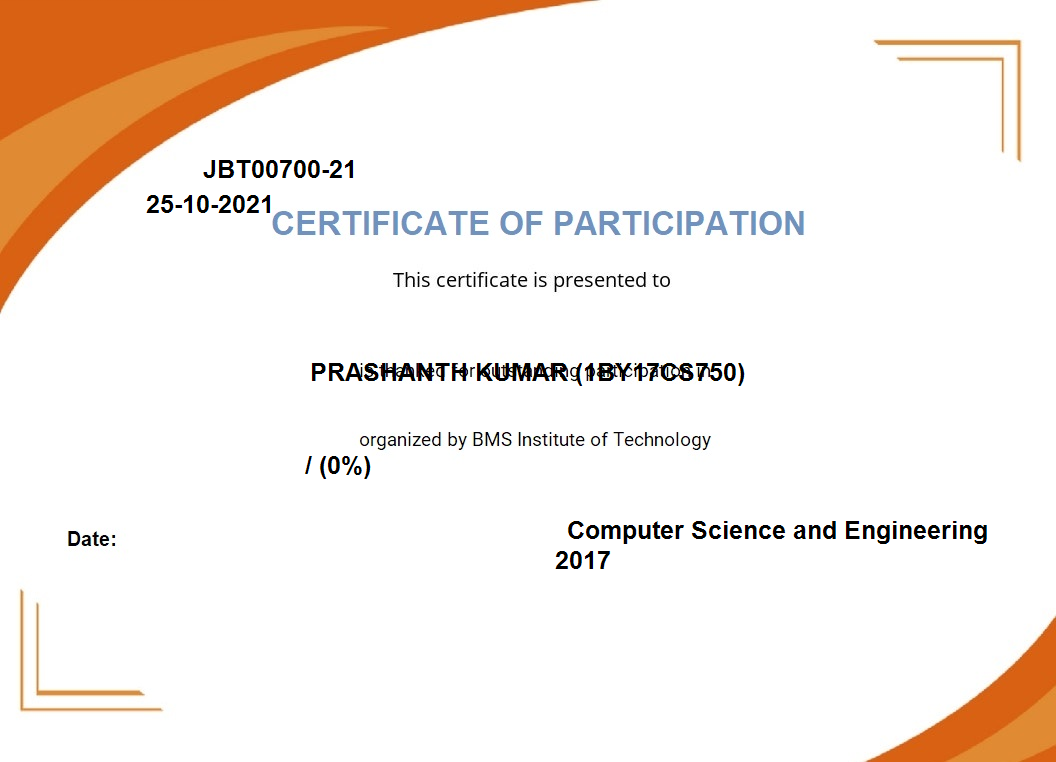 JBT00700-21
25-10-2021
CERTIFICATE OF PARTICIPATION
This certificate is presented to
PRASHANTH KUMAR (1BY17CS750)
is thanked for outstanding participation in
organized by BMS Institute of Technology
/ (0%)
Computer Science and Engineering
Date:
2017